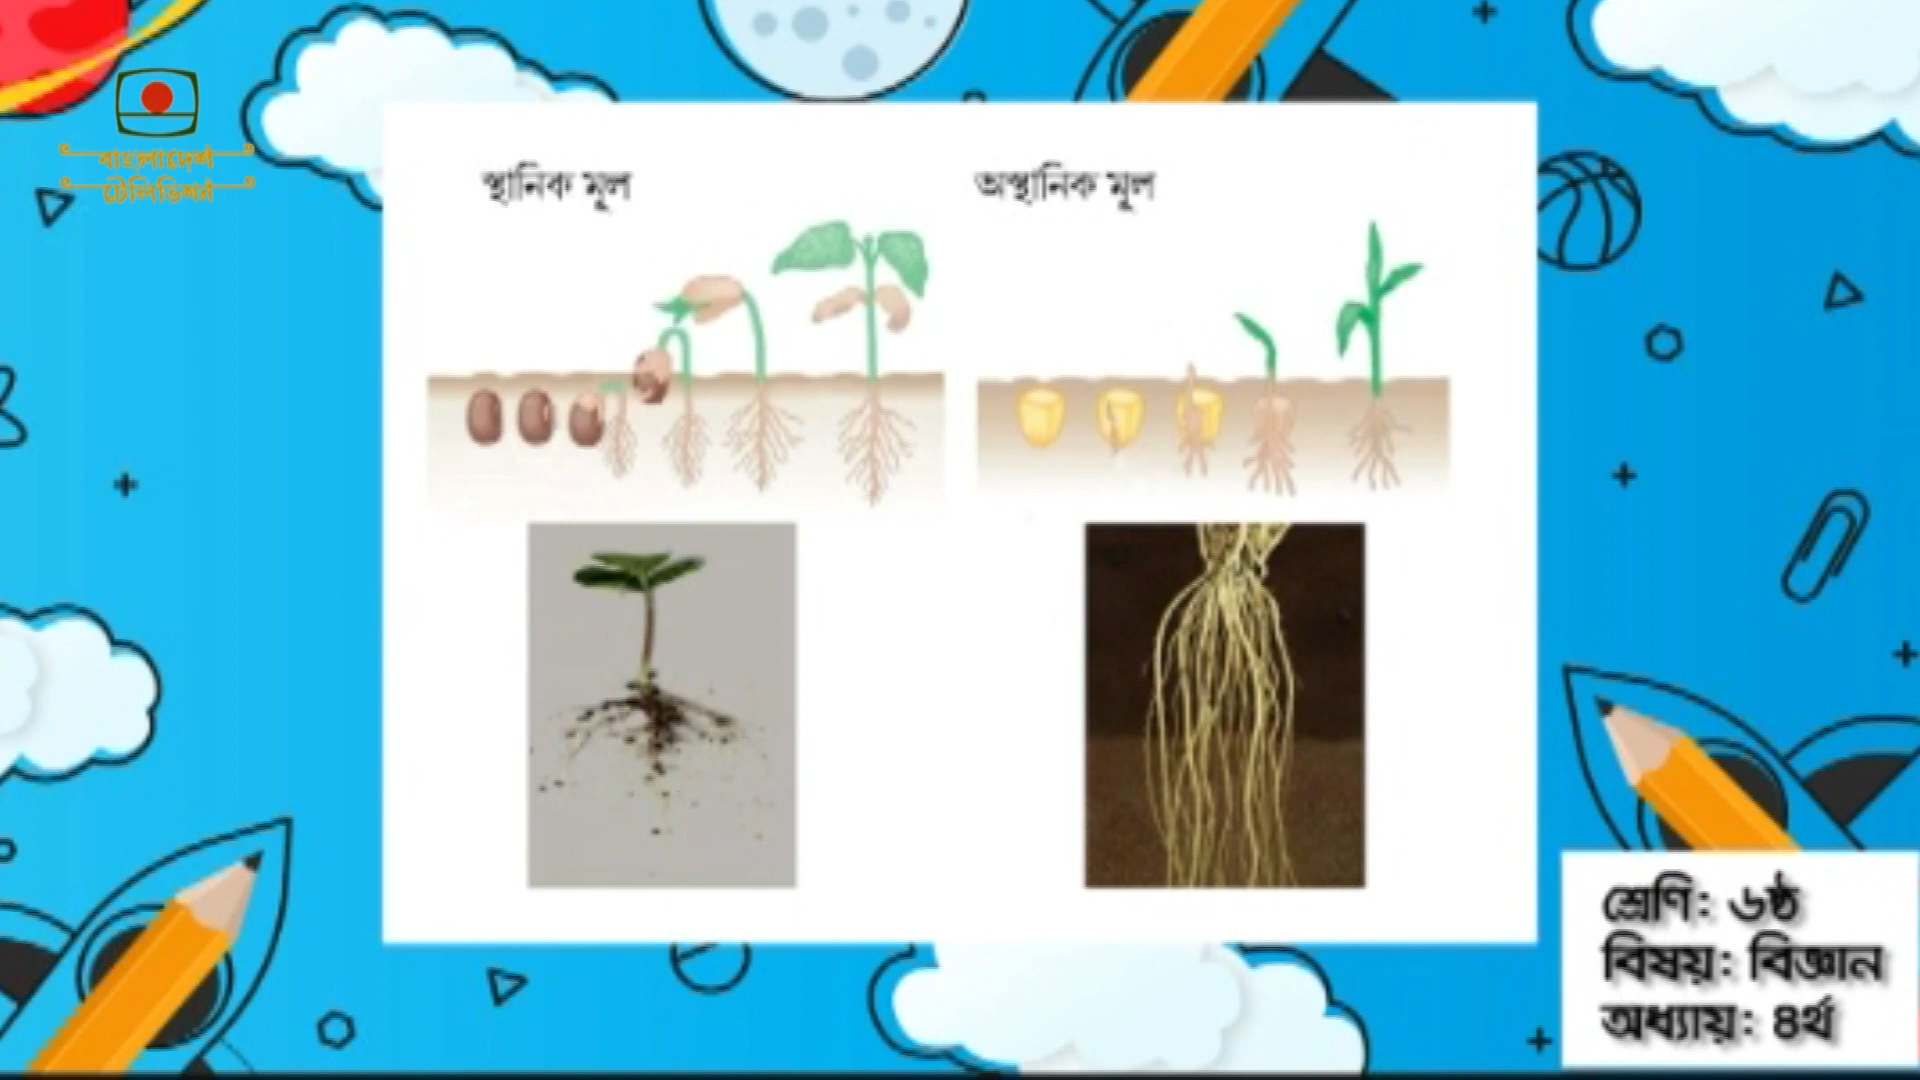 বাংলাদেশ
টেলিভিশন
স্থানিক মূল
অস্থানিক মূল
শ্রেণি: ৬ষ্ঠ
বিষয়: বিজ্ঞান
অধ্যায়: ৪র্থ